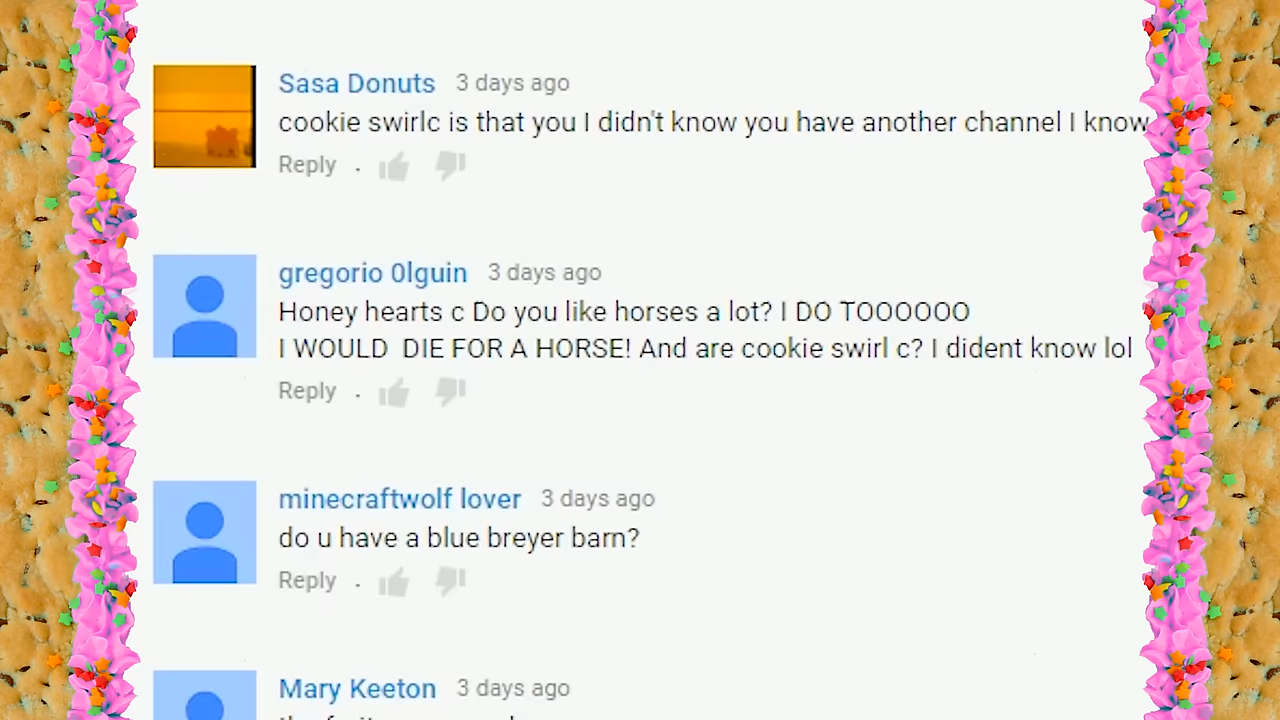 Sasa Donuts 3 days ago
cookie swirlc is that you I didn't know you have another channel I know
Reply .
gregorio 0lguin 3 days ago
Honey hearts c Do you like horses a lot? I DO TOOOOOO
I WOULD DIE FOR A HORSE! And are cookie swirl c? I dident know lol
Reply .
minecraftwolf lover 3 days ago
do u have a blue breyer barn?
Reply .
Mary Keeton 3 days ago